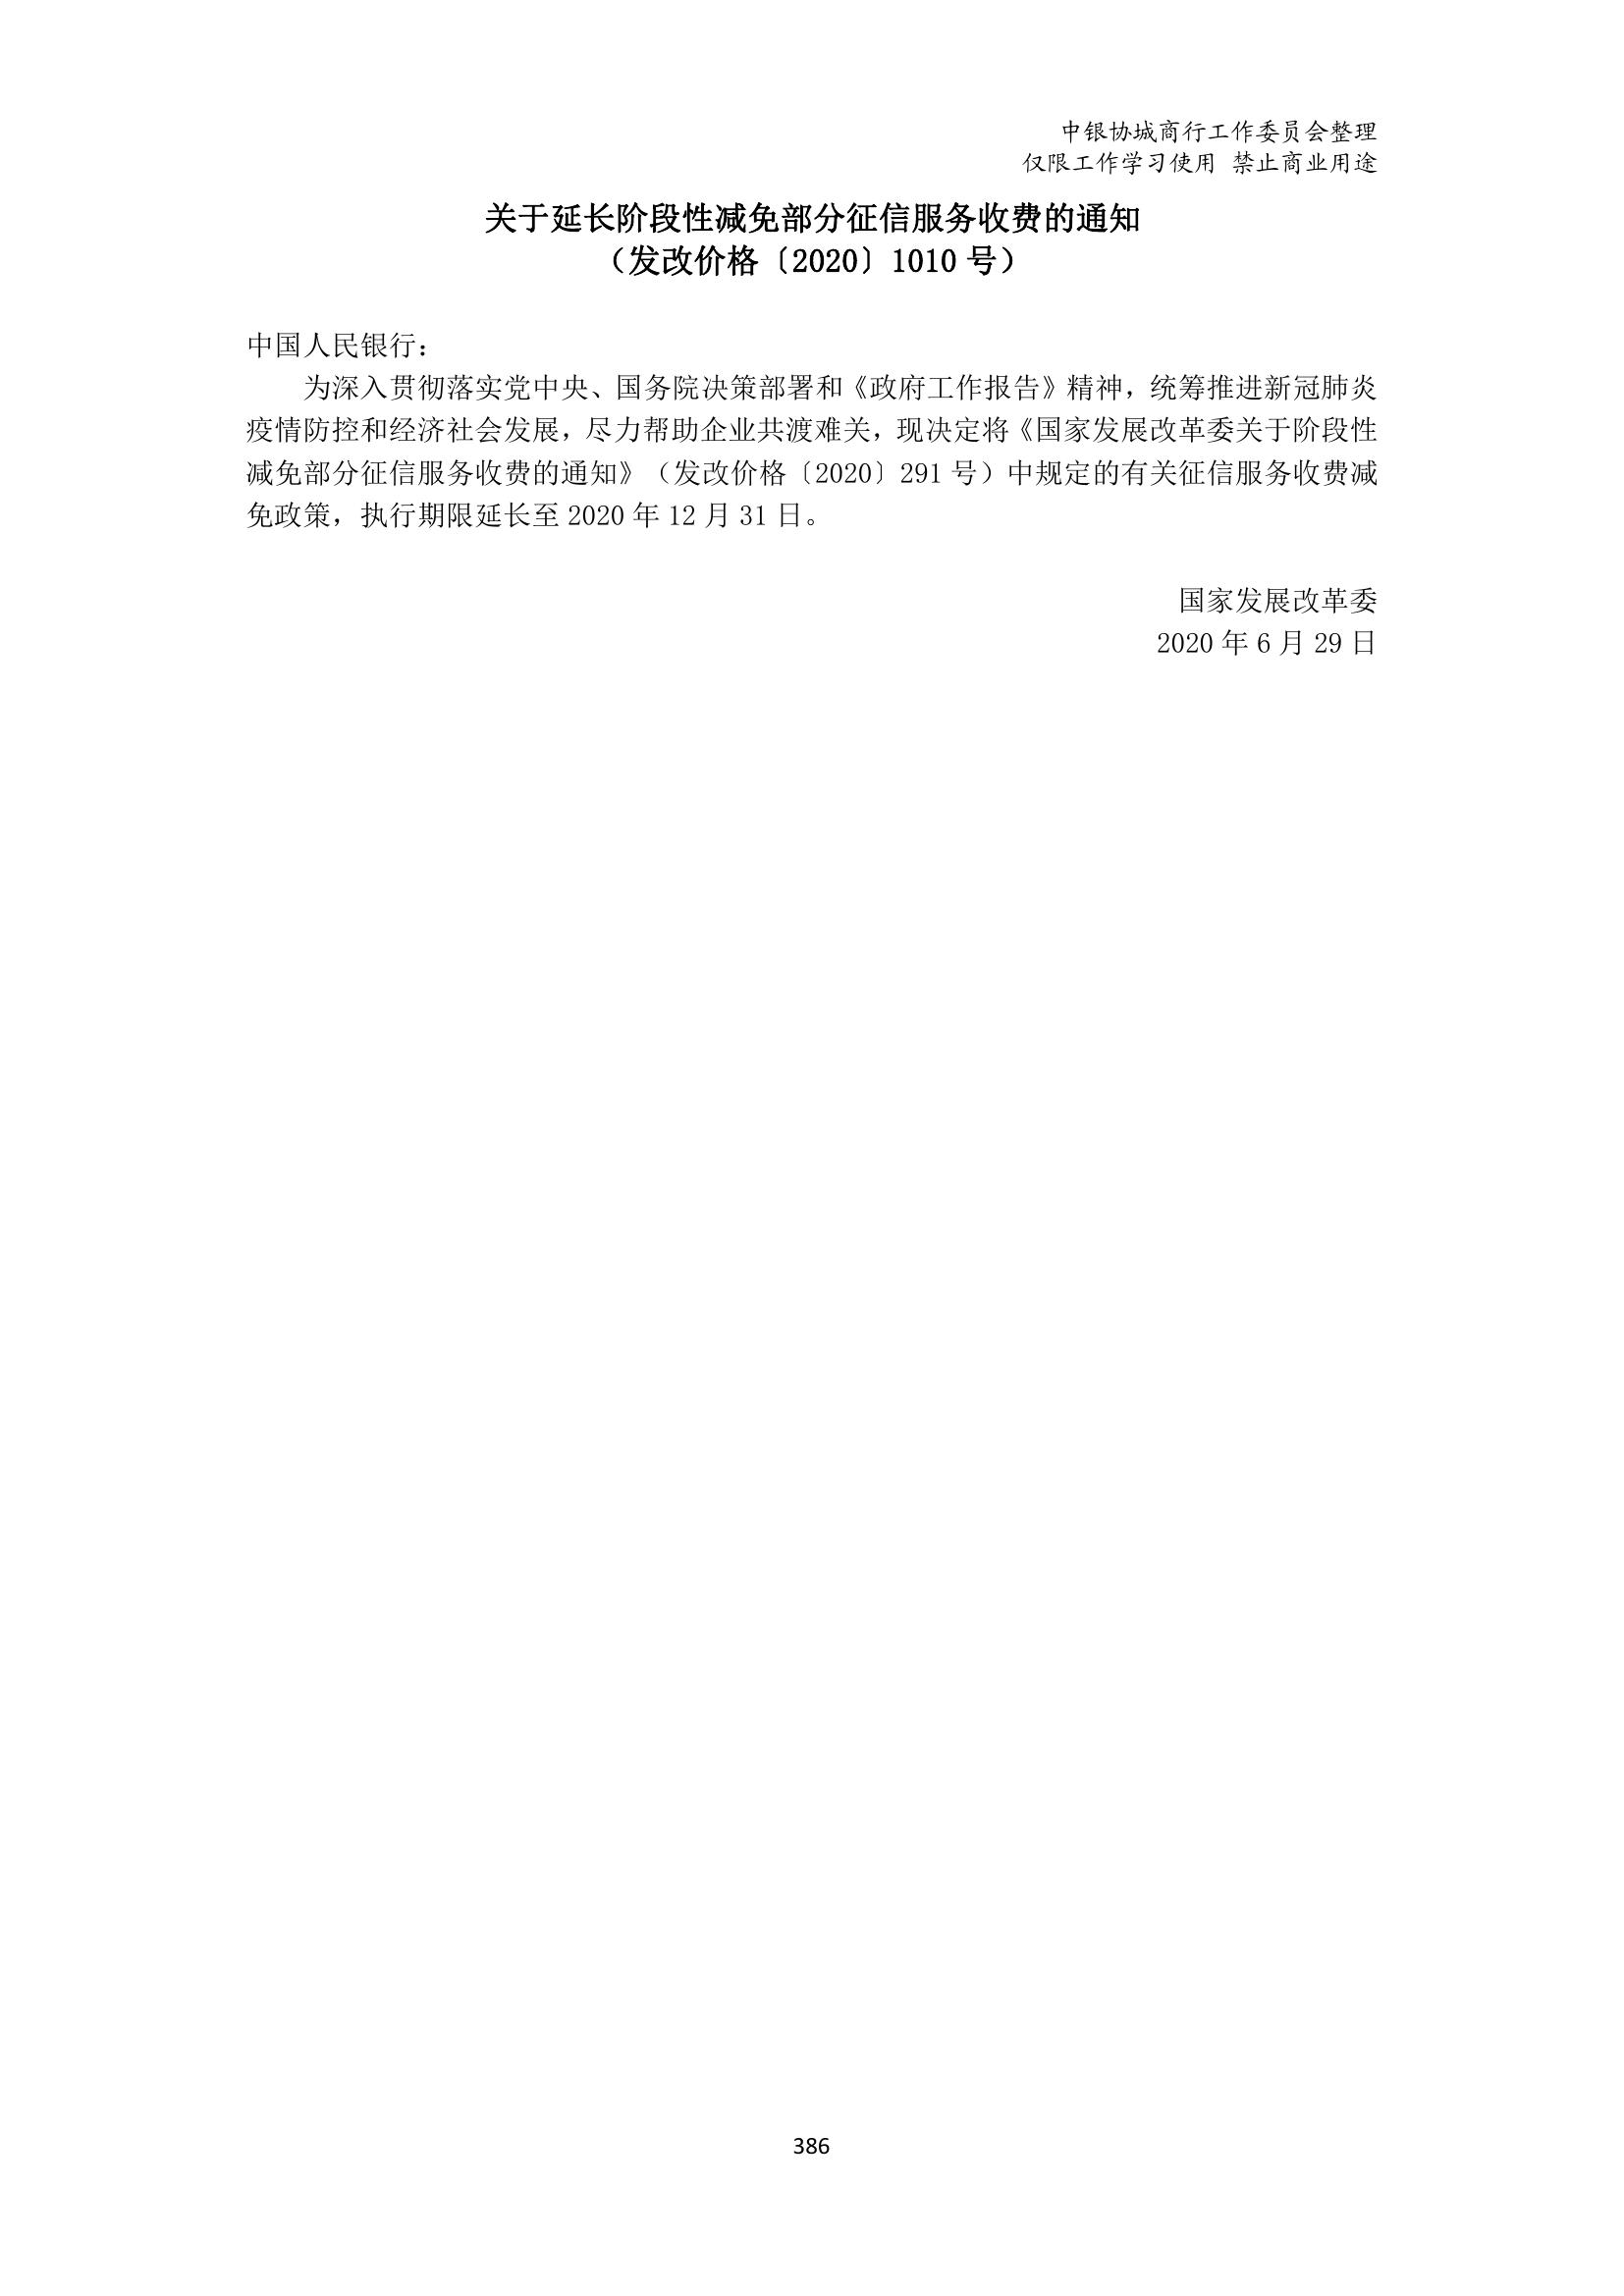 中银协城商行工作委员会整理
仅限工作学习使用 禁止商业用途
关于延长阶段性减免部分征信服务收费的通知
（发改价格〔2020〕1010 号）
中国人民银行：
为深入贯彻落实党中央、国务院决策部署和《政府工作报告》精神，统筹推进新冠肺炎
疫情防控和经济社会发展，尽力帮助企业共渡难关，现决定将《国家发展改革委关于阶段性
减免部分征信服务收费的通知》（发改价格〔2020〕291 号）中规定的有关征信服务收费减
免政策，执行期限延长至 2020 年 12 月 31 日。
国家发展改革委
2020 年 6 月 29 日
386